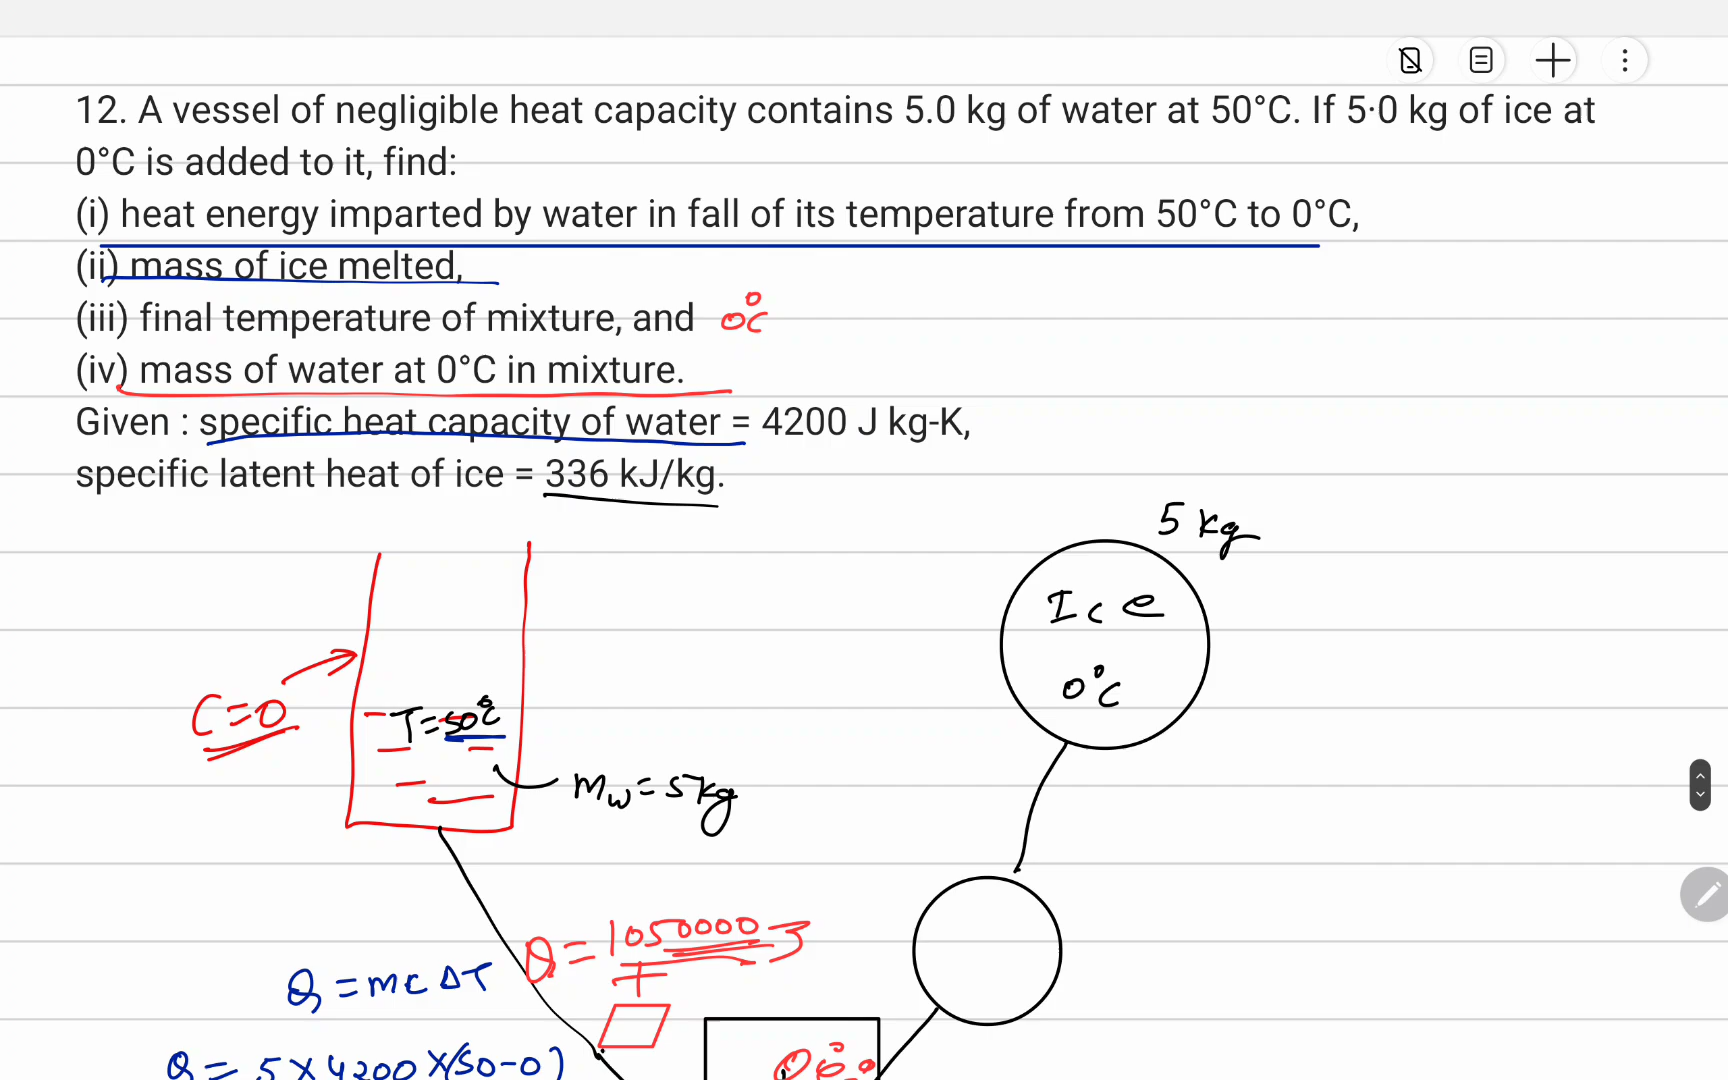 12. A vessel of negligible heat capacity contains 5.0 kg of water at 50°C. If 5·0 kg of ice at
0°C is added to it, find:
(i) heat energy imparted by water in fall of its temperature from 50°C to 0°C,
(ii) mass of ice melted,
(iii) final temperature of mixture, and 0°C
(iv) mass of water at 0°C in mixture.
Given : specific heat capacity of water = 4200 J kg-K,
specific latent heat of ice = 336 kJ/kg.
5 kg
Ice
0°C
C=0
T=50°C
mw=5kg
Q=1050000J
Q=mcΔT
Q= 5×4200×(50-0)